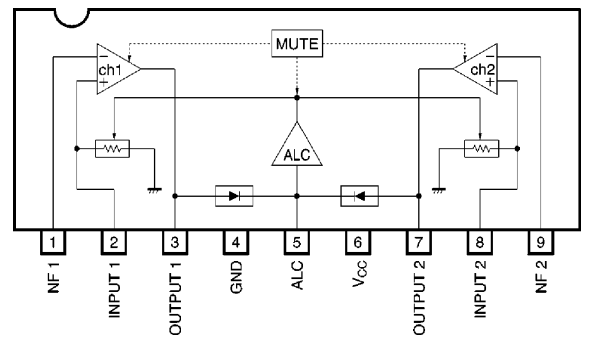 MUTE
ch1
ch2
ALC
1 2 3 4 5 6 7 8 9
NF 1
INPUT 1
OUTPUT 1
GND
ALC
Vcc
OUTPUT 2
INPUT 2
NF 2